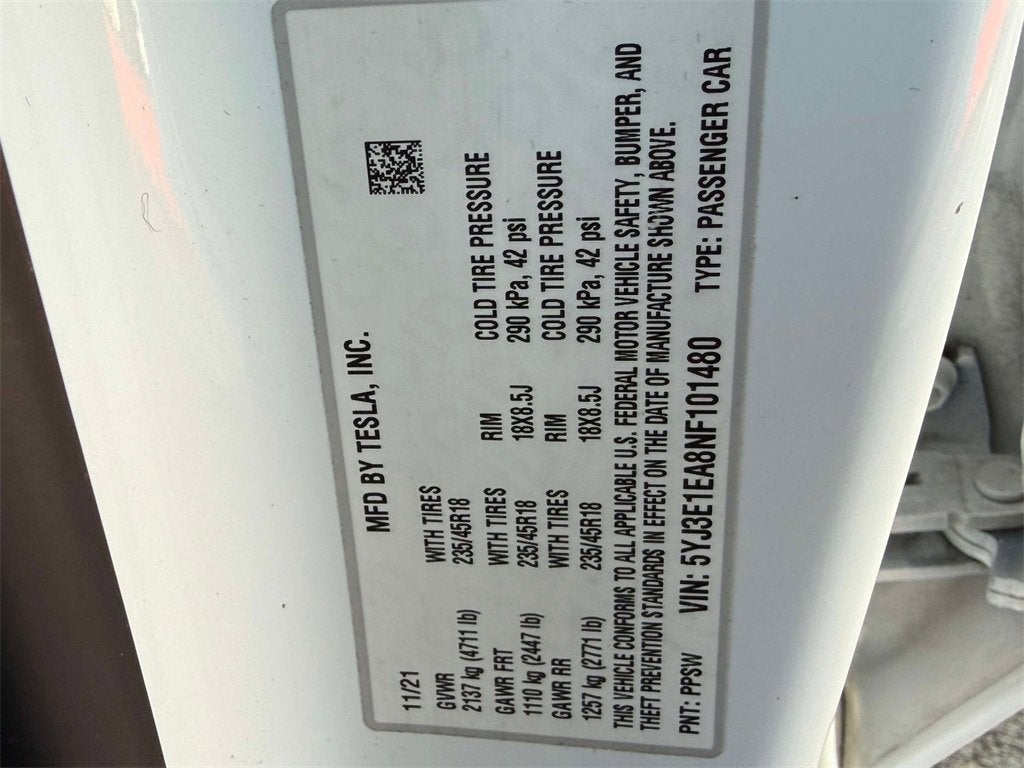 MFD BY TESLA, INC.
11/21
GVWR WITH TIRES
2137 kg (4711 lb) 235/45R18
GAWR FRT WITH TIRES RIM COLD TIRE PRESSURE
1110 kg (2447 lb) 235/45R18 18X8.5J 290 kPa, 42 psi
GAWR RR WITH TIRES RIM COLD TIRE PRESSURE
1257 kg (2771 lb) 235/45R18 18X8.5J 290 kPa, 42 psi
THIS VEHICLE CONFORMS TO ALL APPLICABLE U.S. FEDERAL MOTOR VEHICLE SAFETY, BUMPER, AND
THEFT PREVENTION STANDARDS IN EFFECT ON THE DATE OF MANUFACTURE SHOWN ABOVE.
PNT: PPSW VIN: 5YJ3E1EA8NF101480 TYPE: PASSENGER CAR